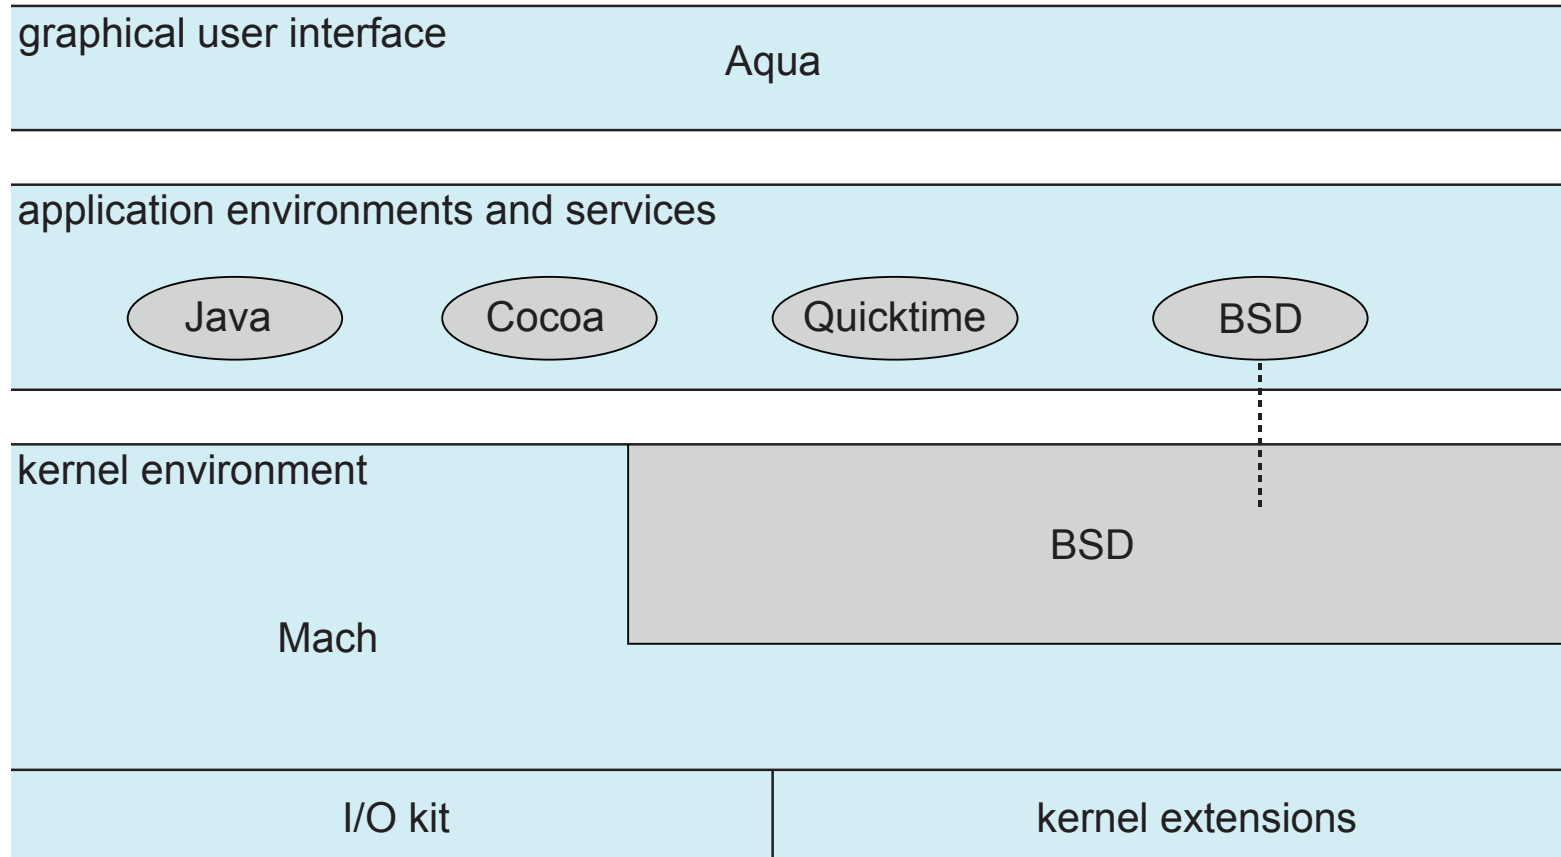 graphical user interface
Aqua
application environments and services
Java
Cocoa
Quicktime
BSD
kernel environment
BSD
Mach
I/O kit
kernel extensions